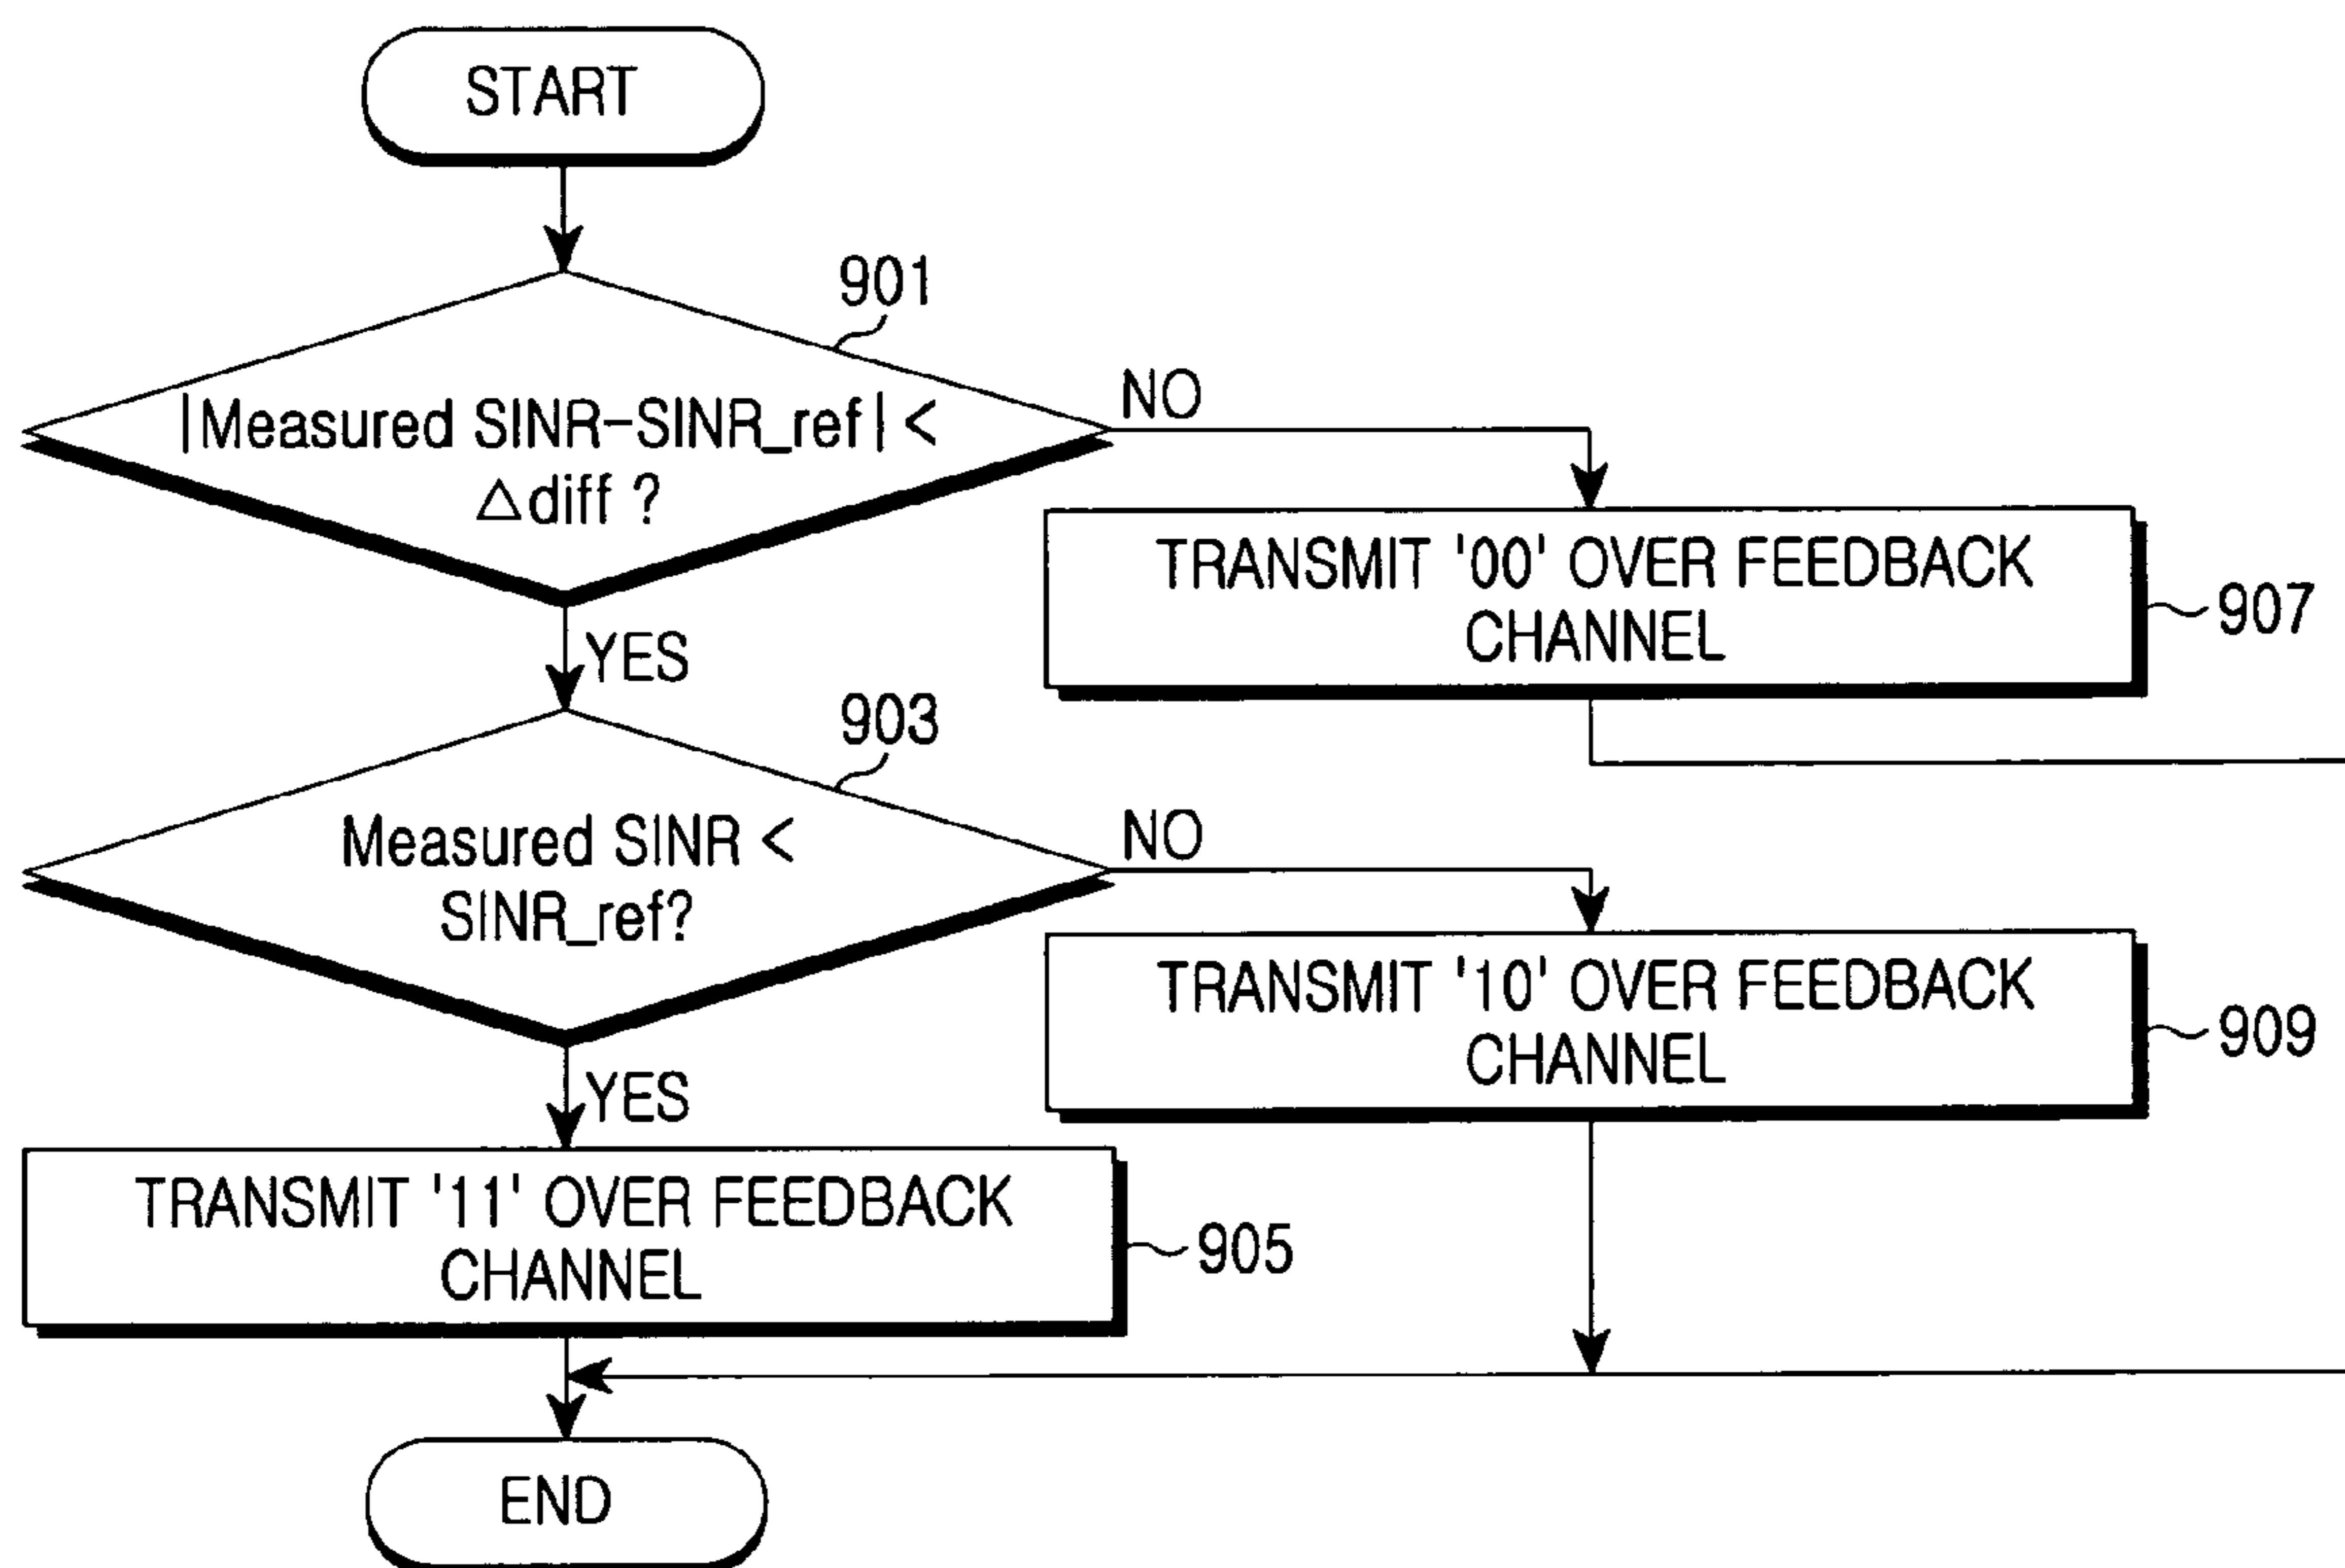 START
901
|Measured SINR-SINR_ref| <
△diff ?
NO
TRANSMIT '00' OVER FEEDBACK
CHANNEL
907
YES
903
Measured SINR <
SINR_ref?
NO
TRANSMIT '10' OVER FEEDBACK
CHANNEL
909
YES
TRANSMIT '11' OVER FEEDBACK
CHANNEL
905
END